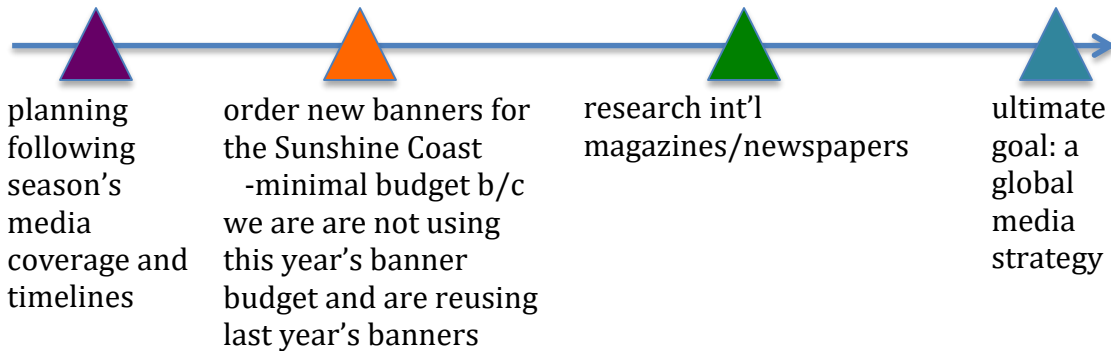 planning
following
season's
media
coverage and
timelines
order new banners for
the Sunshine Coast
-minimal budget b/c
we are are not using
this year's banner
budget and are reusing
last year's banners
research int'l
magazines/newspapers
ultimate
goal: a
global
media
strategy